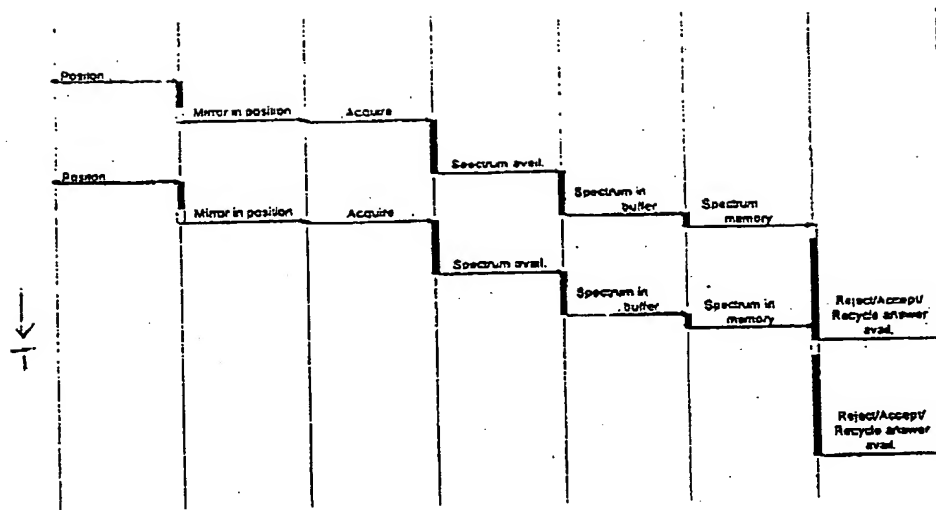 Position
Mirror in position
Acquire
Spectrum avail.
Spectrum in
buffer
Spectrum
memory
Position
Mirror in position
Acquire
Spectrum avail.
Spectrum in
buffer
Spectrum in
memory
Reject/Accept/
Recycle answer
avail.
Reject/Accept/
Recycle answer
avail.